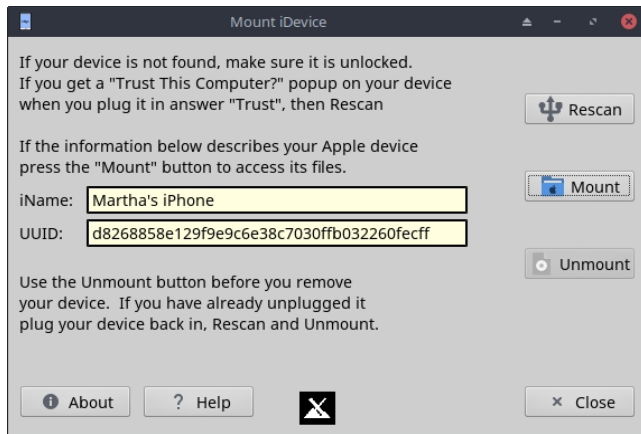 Mount iDevice
If your device is not found, make sure it is unlocked.
If you get a "Trust This Computer?" popup on your device
when you plug it in answer "Trust", then Rescan
Rescan
If the information below describes your Apple device
press the "Mount" button to access its files.
Mount
iName: Martha's iPhone
UUID: d8268858e129f9e9c6e38c7030ffb032260fecff
Unmount
Use the Unmount button before you remove
your device. If you have already unplugged it
plug your device back in, Rescan and Unmount.
About
? Help
Close